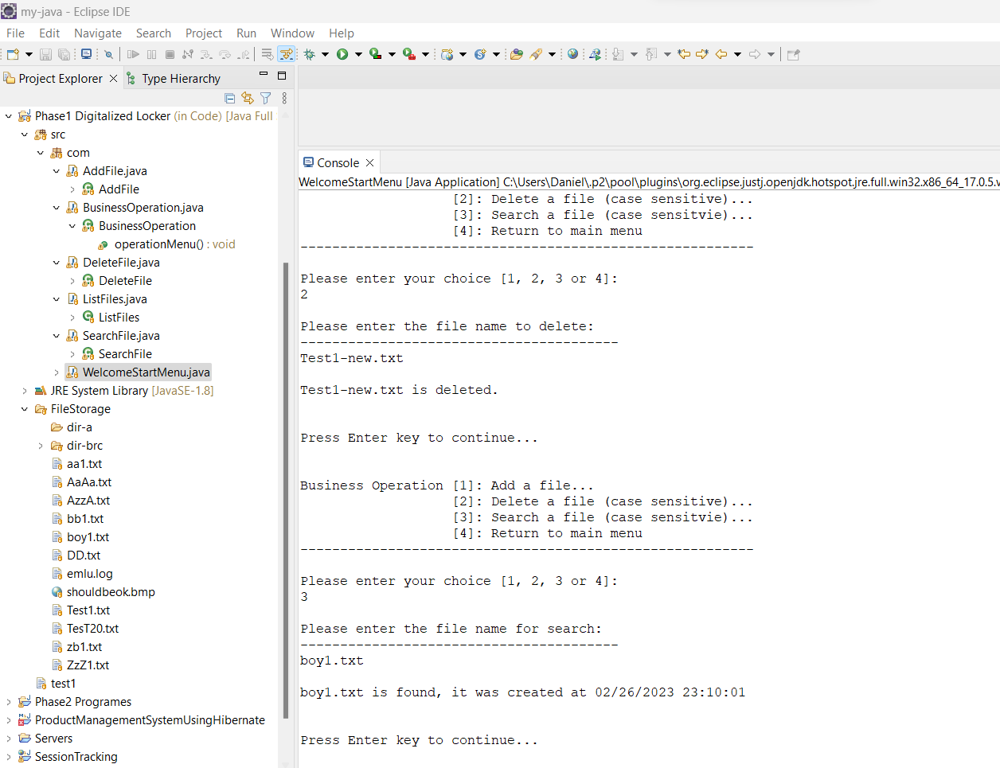 my-java - Eclipse IDE
File Edit Navigate Search Project Run Window Help
Project Explorer Type Hierarchy
Phase1 Digitalized Locker (in Code) [Java Full
src
com
AddFile.java
AddFile
BusinessOperation.java
BusinessOperation
operationMenu() : void
DeleteFile.java
DeleteFile
ListFiles.java
ListFiles
SearchFile.java
SearchFile
WelcomeStartMenu.java
JRE System Library [JavaSE-1.8]
FileStorage
dir-a
dir-brc
aa1.txt
AaAa.txt
AzzA.txt
bb1.txt
boy1.txt
DD.txt
emlu.log
shouldbeok.bmp
Test1.txt
TesT20.txt
zb1.txt
ZzZ1.txt
test1
Phase2 Programes
ProductManagementSystemUsingHibernate
Servers
SessionTracking
Console
WelcomeStartMenu [Java Application] C:\Users\Daniel\.p2\pool\plugins\org.eclipse.justj.openjdk.hotspot.jre.full.win32.x86_64_17.0.5.v
[2]: Delete a file (case sensitive)...
[3]: Search a file (case sensitvie)...
[4]: Return to main menu
---------------------------------------------------------
Please enter your choice [1, 2, 3 or 4]:
2
Please enter the file name to delete:
----------------------------------------
Test1-new.txt
Test1-new.txt is deleted.
Press Enter key to continue...
Business Operation [1]: Add a file...
[2]: Delete a file (case sensitive)...
[3]: Search a file (case sensitvie)...
[4]: Return to main menu
---------------------------------------------------------
Please enter your choice [1, 2, 3 or 4]:
3
Please enter the file name for search:
----------------------------------------
boy1.txt
boy1.txt is found, it was created at 02/26/2023 23:10:01
Press Enter key to continue...